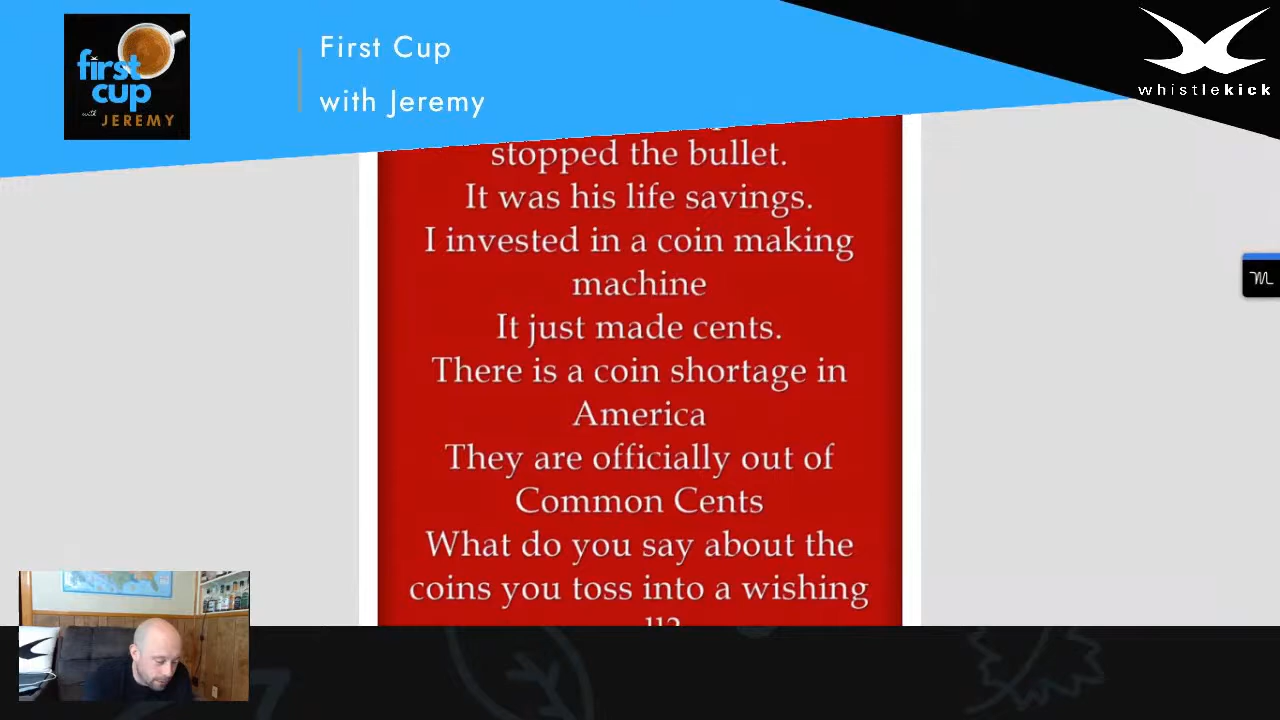 first
cup
with JEREMY
First Cup
with Jeremy
whistlekick
stopped the bullet.
It was his life savings.
I invested in a coin making
machine
It just made cents.
There is a coin shortage in
America
They are officially out of
Common Cents
What do you say about the
coins you toss into a wishing